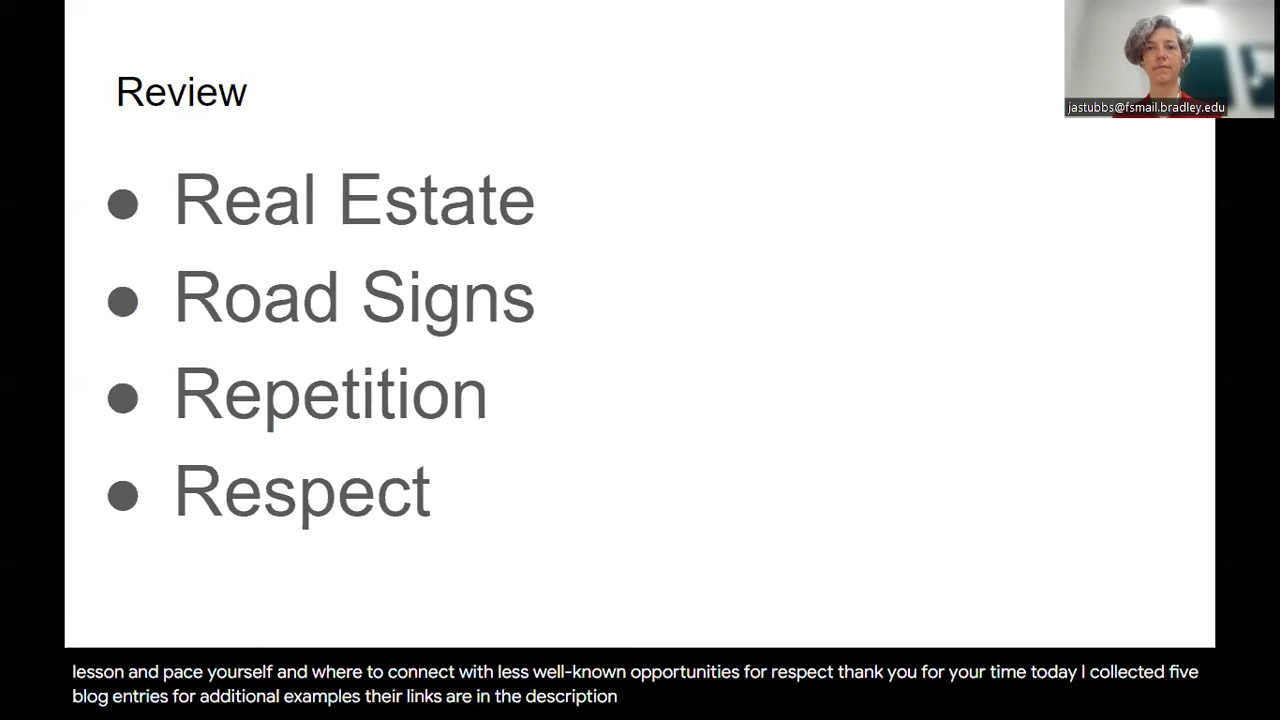 Review
jastubbs@fsmail.bradley.edu
● Real Estate
● Road Signs
● Repetition
● Respect
lesson and pace yourself and where to connect with less well-known opportunities for respect thank you for your time today I collected five
blog entries for additional examples their links are in the description